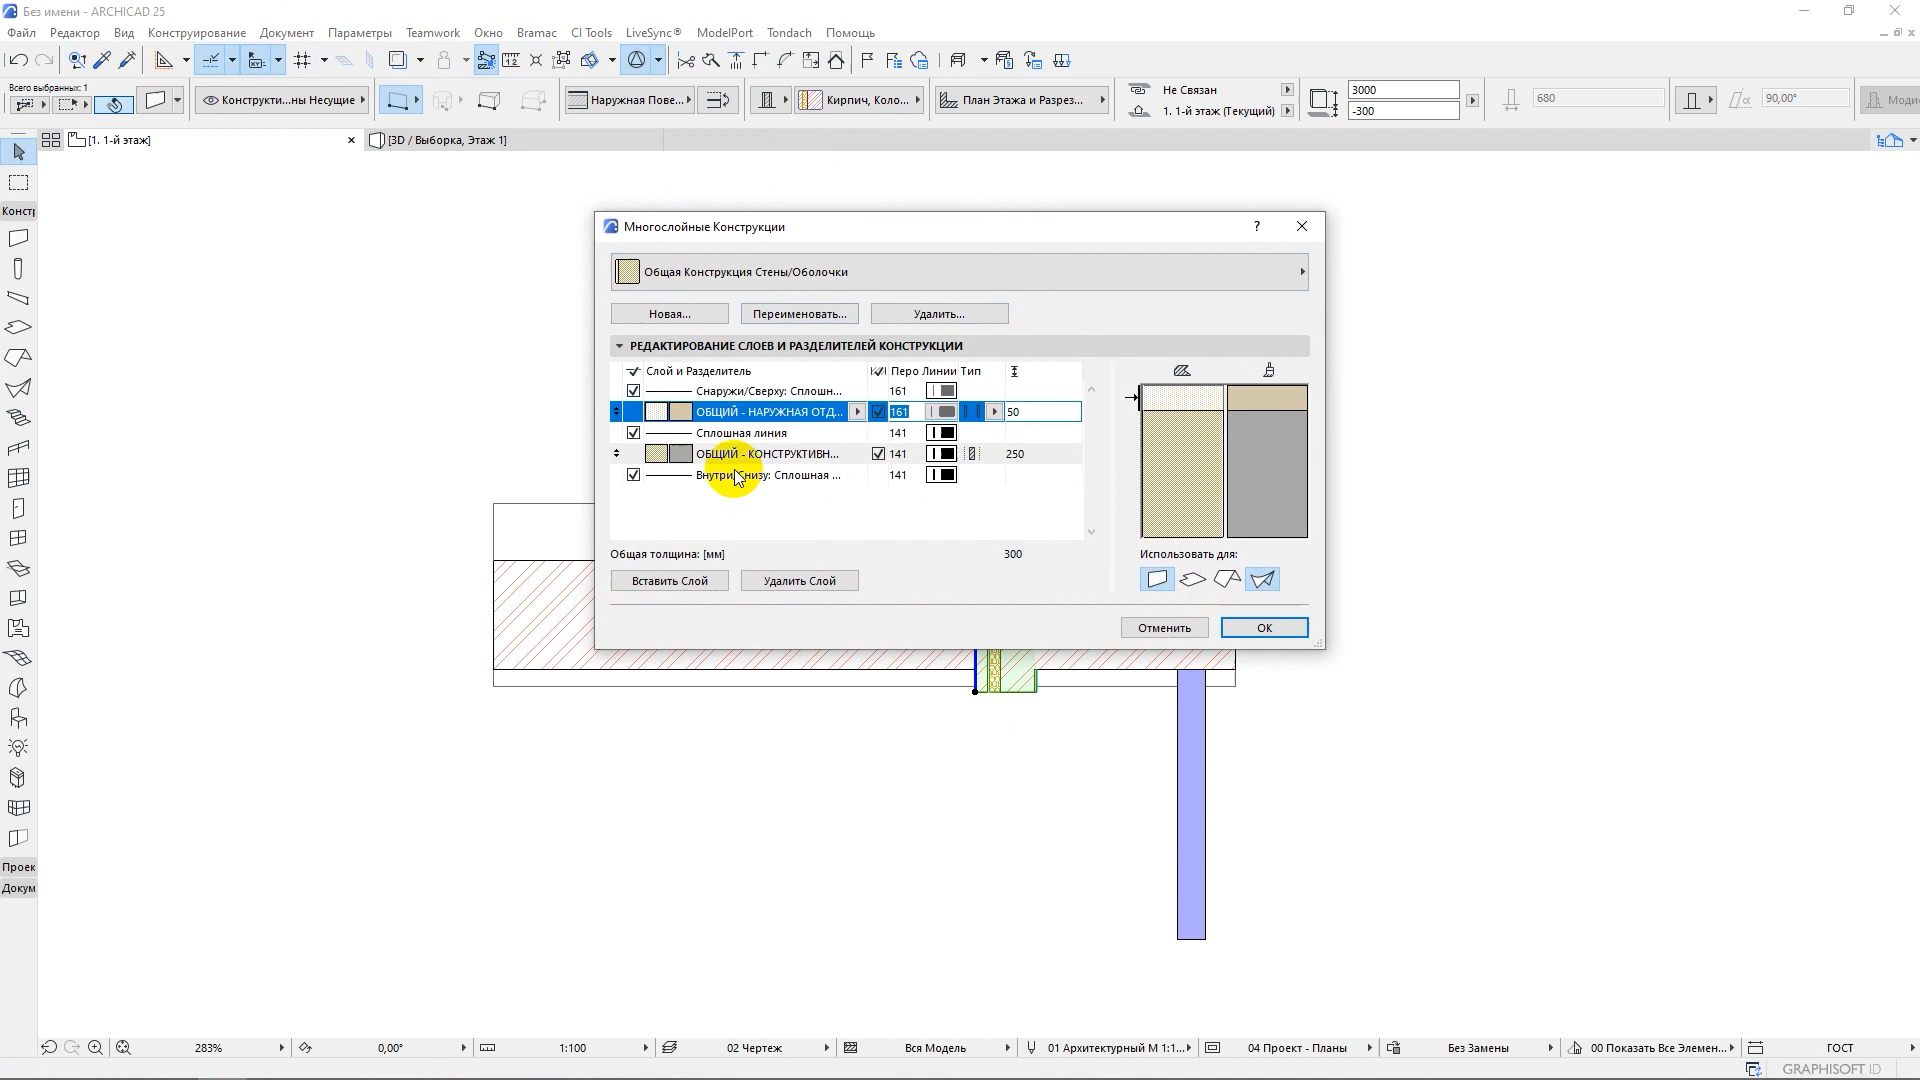 Без имени - ARCHICAD 25
Файл Редактор Вид Конструирование Документ Параметры Teamwork Окно Bramac CI Tools LiveSync® ModelPort Tondach Помощь
Всего выбранных: 1
Конструкти...ны Несущие
Наружная Пове...
Кирпич, Коло...
План Этажа и Разрез...
Не Связан
1. 1-й этаж (Текущий)
3000
-300
680
90,00°
Моди
[1. 1-й этаж]
[3D / Выборка, Этаж 1]
Констр
Многослойные Конструкции
?
Общая Конструкция Стены/Оболочки
Новая...
Переименовать...
Удалить...
РЕДАКТИРОВАНИЕ СЛОЕВ И РАЗДЕЛИТЕЛЕЙ КОНСТРУКЦИИ
Слой и Разделитель Перо Линии Тип
Снаружи/Сверху: Сплошн... 161
ОБЩИЙ - НАРУЖНАЯ ОТД... 161 50
Сплошная линия 141
ОБЩИЙ - КОНСТРУКТИВН... 141 250
Внутри/Снизу: Сплошная ... 141
Общая толщина: [мм] 300
Использовать для:
Вставить Слой
Удалить Слой
Отменить
ОК
Проек
Докум
283%
0,00°
1:100
02 Чертеж
Вся Модель
01 Архитектурный М 1:1...
04 Проект - Планы
Без Замены
00 Показать Все Элемен...
ГОСТ
GRAPHISOFT ID